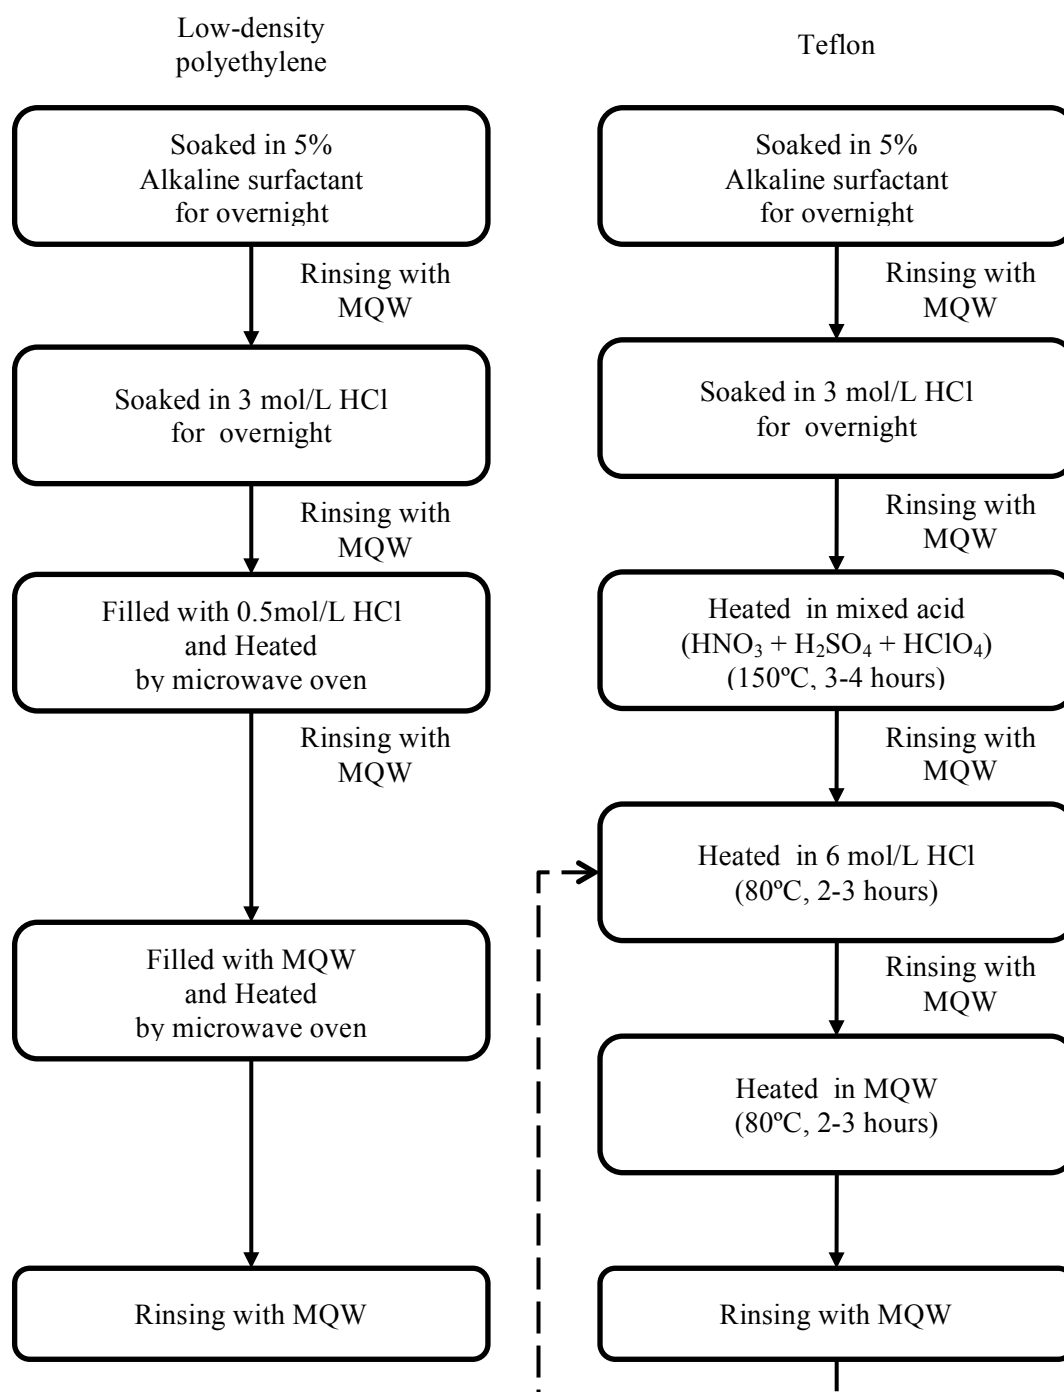 Low-density
polyethylene
Soaked in 5%
Alkaline surfactant
for overnight
Rinsing with
MQW
Soaked in 3 mol/L HCl
for overnight
Rinsing with
MQW
Filled with 0.5mol/L HCl
and Heated
by microwave oven
Rinsing with
MQW
Filled with MQW
and Heated
by microwave oven
Rinsing with MQW
Teflon
Soaked in 5%
Alkaline surfactant
for overnight
Rinsing with
MQW
Soaked in 3 mol/L HCl
for overnight
Rinsing with
MQW
Heated in mixed acid
(HNO₃ + H₂SO₄ + HClO₄)
(150ºC, 3-4 hours)
Rinsing with
MQW
Heated in 6 mol/L HCl
(80ºC, 2-3 hours)
Rinsing with
MQW
Heated in MQW
(80ºC, 2-3 hours)
Rinsing with MQW